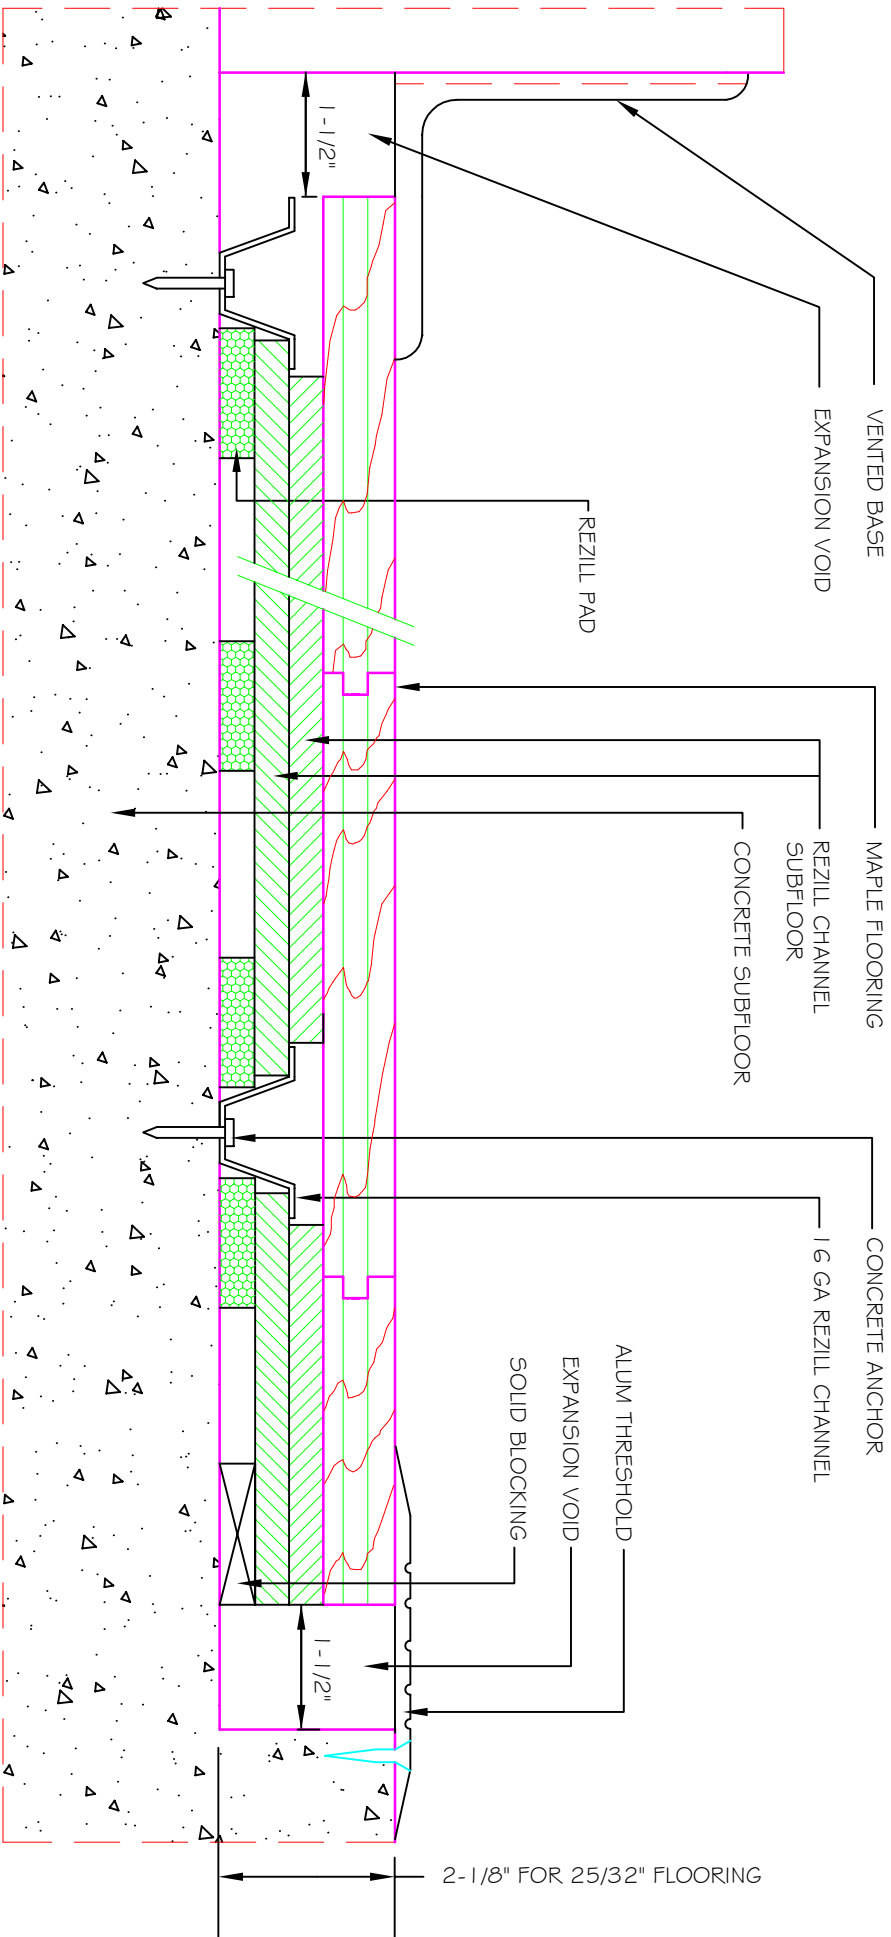 VENTED BASE
EXPANSION VOID
1-1/2"
REZILL PAD
MAPLE FLOORING
REZILL CHANNEL
SUBFLOOR
CONCRETE SUBFLOOR
CONCRETE ANCHOR
16 GA REZILL CHANNEL
ALUM THRESHOLD
EXPANSION VOID
SOLID BLOCKING
1-1/2"
2-1/8" FOR 25/32" FLOORING